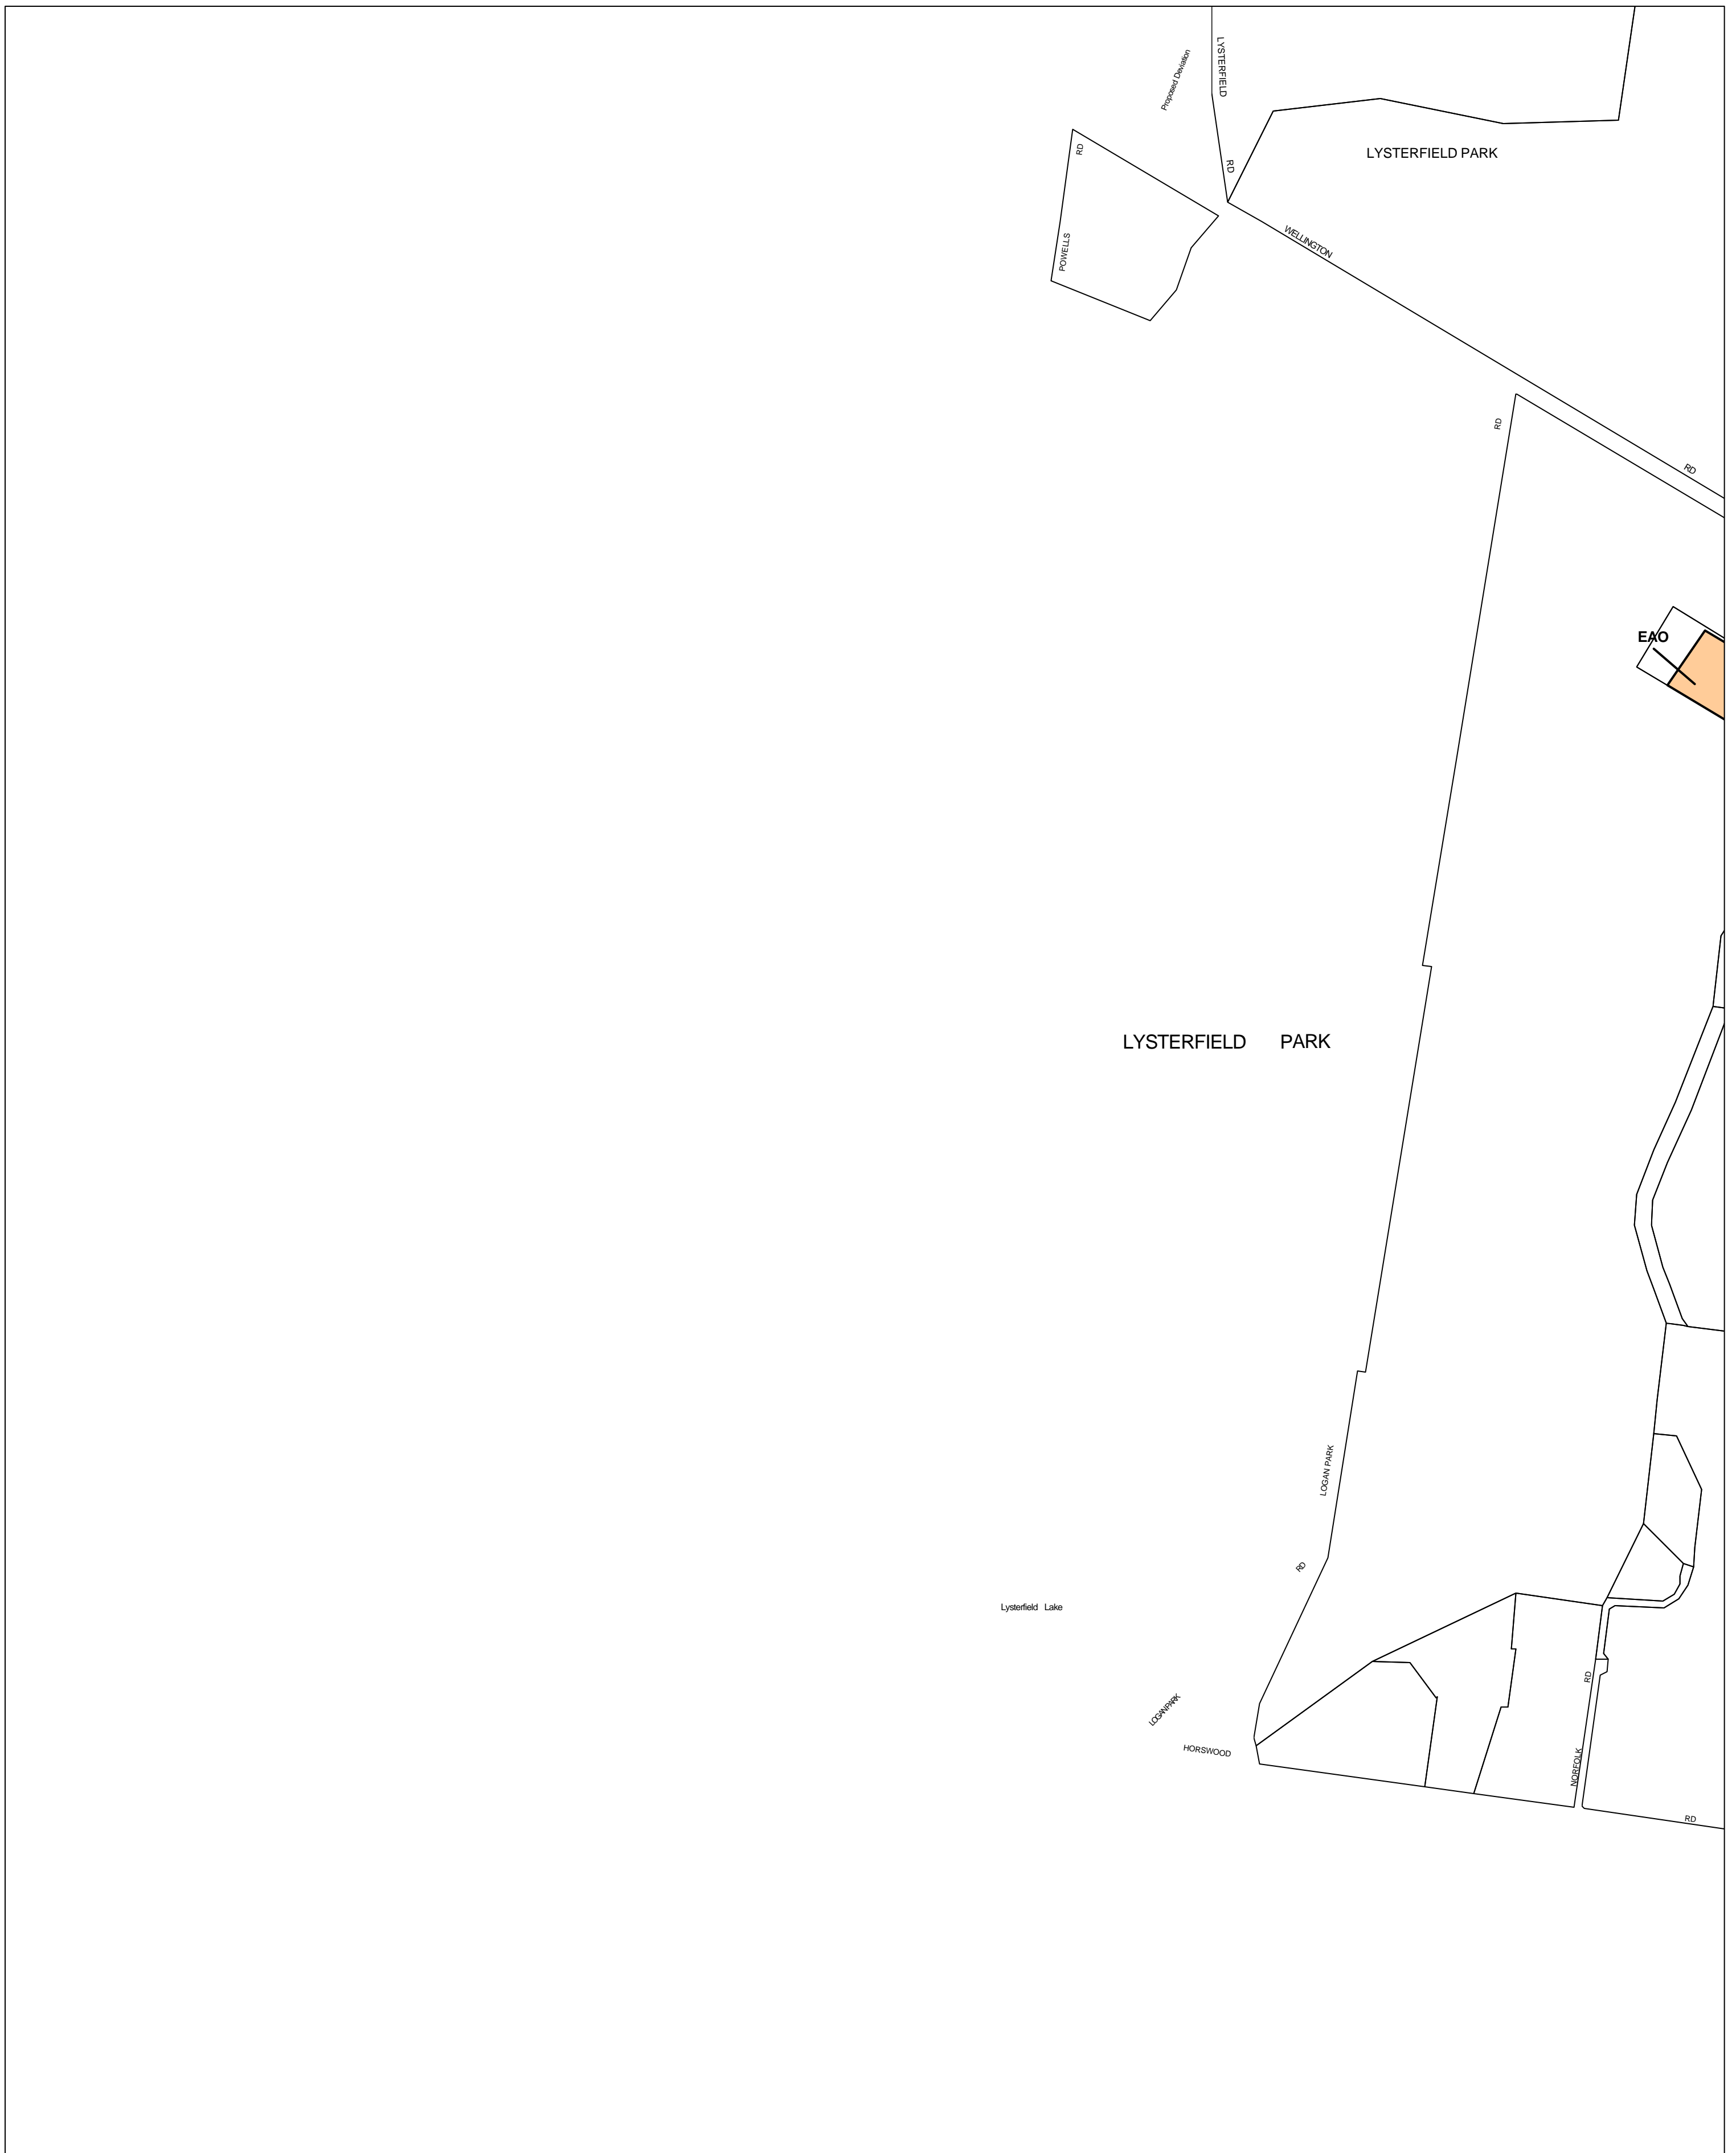 Proposed Deviation
LYSTERFIELD
RD
LYSTERFIELD PARK
RD
POWELLS
WELLINGTON
RD
RD
EAO
LYSTERFIELD PARK
LOGAN PARK
RD
Lysterfield Lake
LOGAN PARK
HORSWOOD
RD
NORFOLK
RD